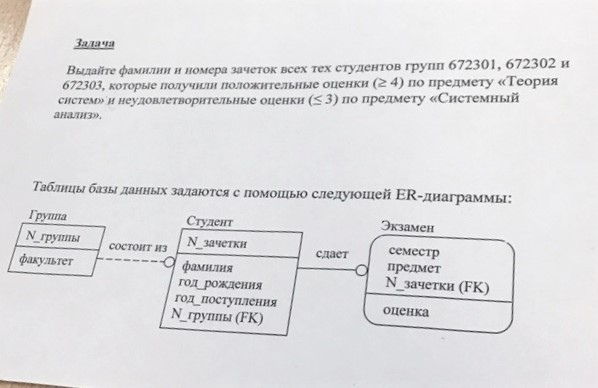 Задача
Выдайте фамилии и номера зачеток всех тех студентов групп 672301, 672302 и
672303, которые получили положительные оценки (≥ 4) по предмету «Теория
систем» и неудовлетворительные оценки (≤ 3) по предмету «Системный
анализ».
Таблицы базы данных задаются с помощью следующей ER-диаграммы:
Группа
N_группы
факультет
состоит из
Студент
N_зачетки
фамилия
год_рождения
год_поступления
N_группы (FK)
сдает
Экзамен
семестр
предмет
N_зачетки (FK)
оценка